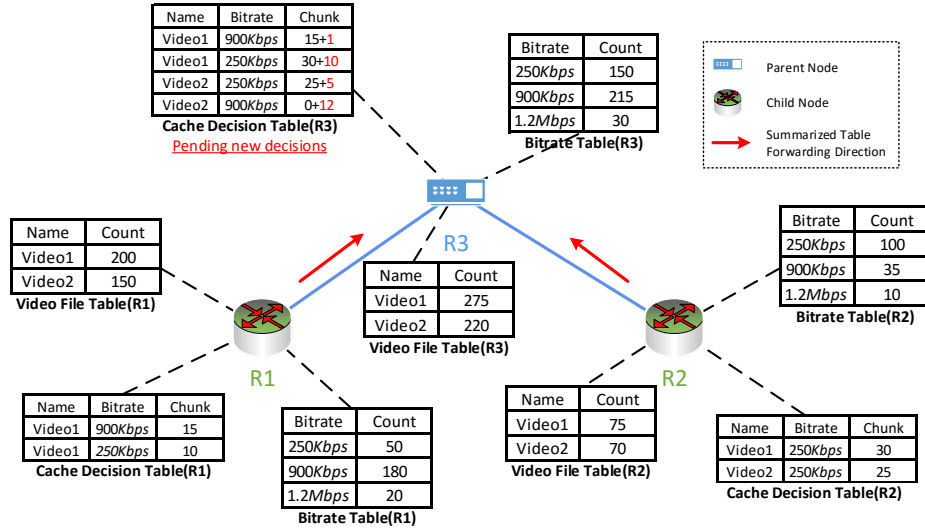 Name Bitrate Chunk
Video1 900Kbps 15+1
Video1 250Kbps 30+10
Video2 250Kbps 25+5
Video2 900Kbps 0+12
Cache Decision Table(R3)
Pending new decisions
Bitrate Count
250Kbps 150
900Kbps 215
1.2Mbps 30
Bitrate Table(R3)
Parent Node
Child Node
Summarized Table
Forwarding Direction
R3
Name Count
Video1 200
Video2 150
Video File Table(R1)
Name Count
Video1 275
Video2 220
Video File Table(R3)
Bitrate Count
250Kbps 100
900Kbps 35
1.2Mbps 10
Bitrate Table(R2)
R1
R2
Name Bitrate Chunk
Video1 900Kbps 15
Video1 250Kbps 10
Cache Decision Table(R1)
Bitrate Count
250Kbps 50
900Kbps 180
1.2Mbps 20
Bitrate Table(R1)
Name Count
Video1 75
Video2 70
Video File Table(R2)
Name Bitrate Chunk
Video1 250Kbps 30
Video2 250Kbps 25
Cache Decision Table(R2)